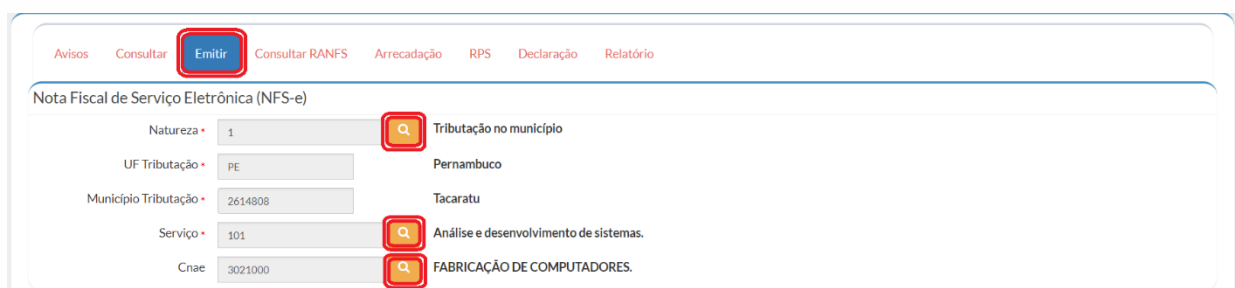 Avisos Consultar Emitir Consultar RANFS Arrecadação RPS Declaração Relatório
Nota Fiscal de Serviço Eletrônica (NFS-e)
Natureza • 1 Tributação no município
UF Tributação • PE Pernambuco
Município Tributação • 2614808 Tacaratu
Serviço • 101 Análise e desenvolvimento de sistemas.
Cnae 3021000 FABRICAÇÃO DE COMPUTADORES.